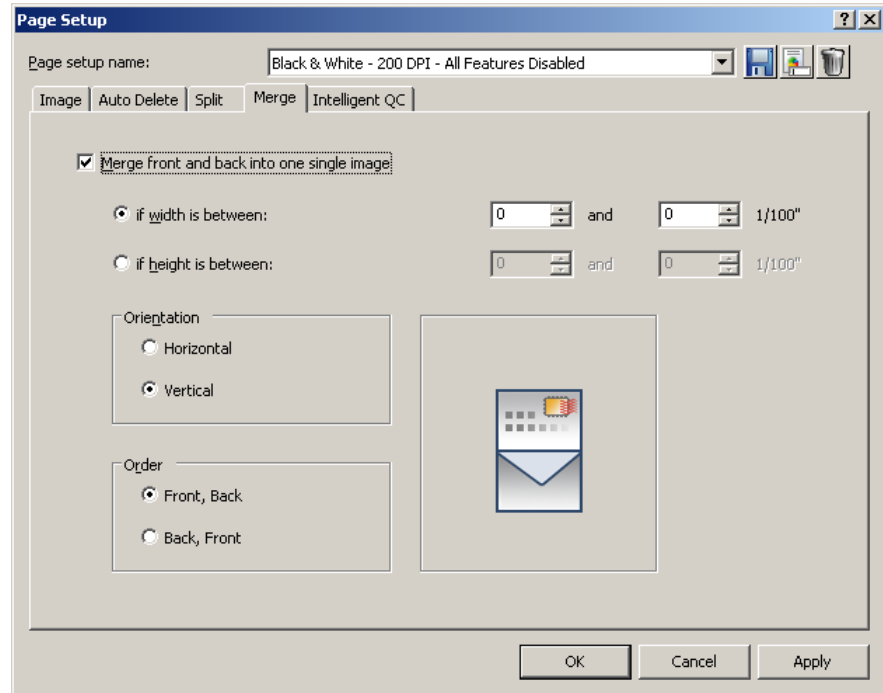 Page Setup
Page setup name: Black & White - 200 DPI - All Features Disabled
Image Auto Delete Split Merge Intelligent QC
Merge front and back into one single image
if width is between: 0 and 0 1/100"
if height is between: 0 and 0 1/100"
Orientation
Horizontal
Vertical
Order
Front, Back
Back, Front
OK Cancel Apply